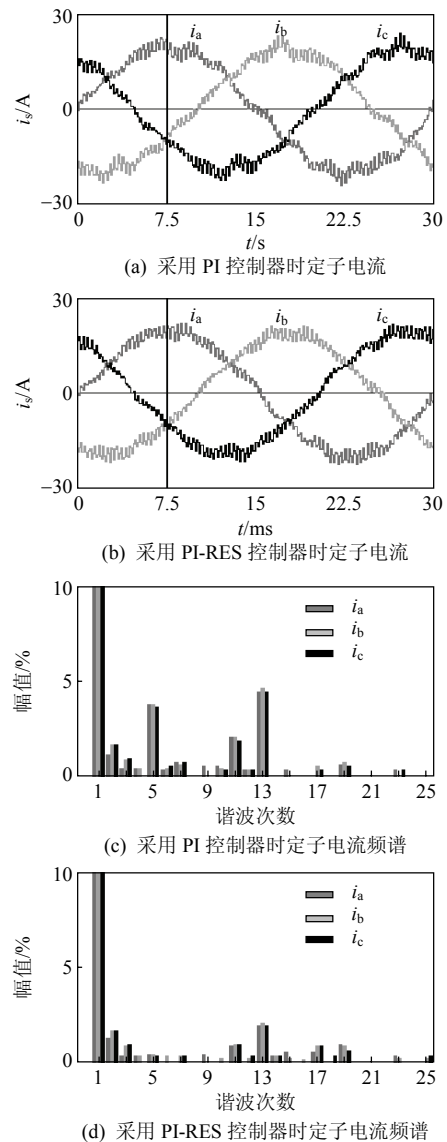 30
i_a i_b i_c
i_s/A
0
−30
0 7.5 15 22.5 30
t/s
(a) 采用 PI 控制器时定子电流
30
i_a i_b i_c
i_s/A
0
−30
0 7.5 15 22.5 30
t/ms
(b) 采用 PI-RES 控制器时定子电流
10
i_a
i_b
i_c
幅值/%
5
0
1 5 9 13 17 21 25
谐波次数
(c) 采用 PI 控制器时定子电流频谱
10
i_a
i_b
i_c
幅值/%
5
0
1 5 9 13 17 21 25
谐波次数
(d) 采用 PI-RES 控制器时定子电流频谱